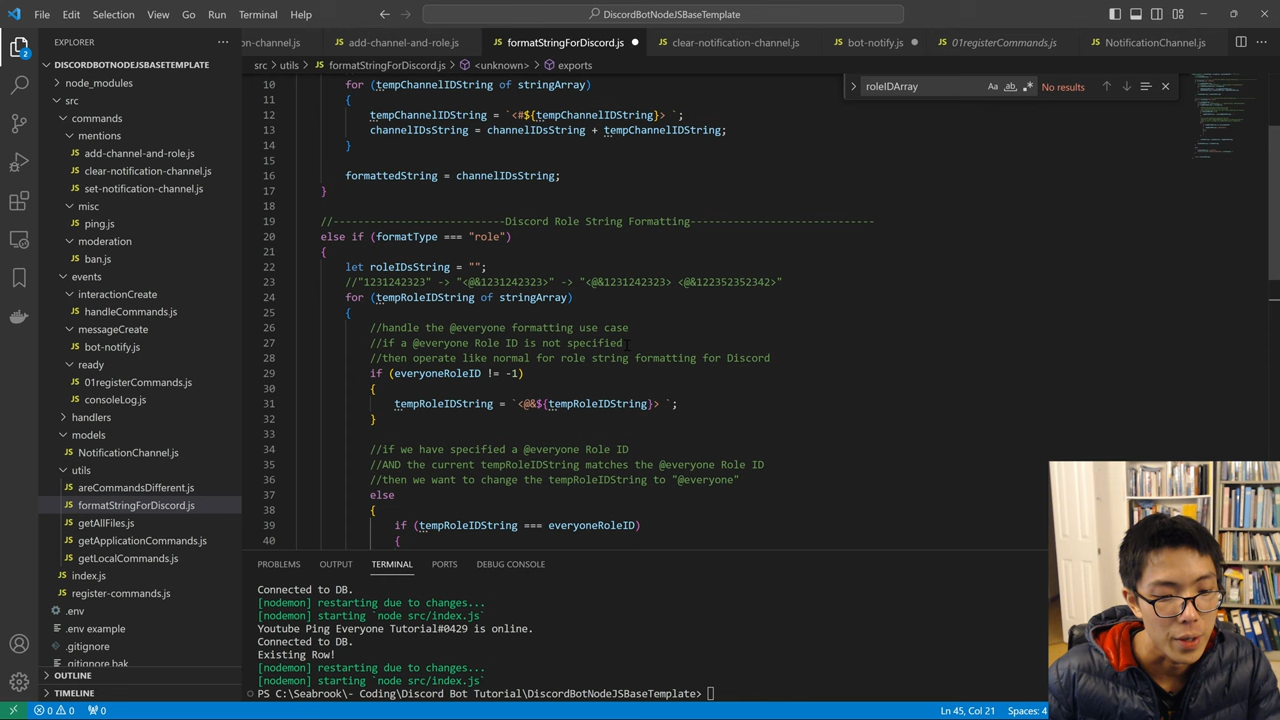 File Edit Selection View Go Run Terminal Help
DiscordBotNodeJSBaseTemplate
EXPLORER
on-channel.js add-channel-and-role.js formatStringForDiscord.js clear-notification-channel.js bot-notify.js 01registerCommands.js NotificationChannel.js
src > utils > formatStringForDiscord.js > <unknown> > exports
roleIDArray
No results
DISCORDBOTNODEJSBASETEMPLATE
node_modules
src
commands
mentions
add-channel-and-role.js
clear-notification-channel.js
set-notification-channel.js
misc
ping.js
moderation
ban.js
events
interactionCreate
handleCommands.js
messageCreate
bot-notify.js
ready
01registerCommands.js
consoleLog.js
handlers
models
NotificationChannel.js
utils
areCommandsDifferent.js
formatStringForDiscord.js
getAllFiles.js
getApplicationCommands.js
getLocalCommands.js
index.js
register-commands.js
.env
.env example
.gitignore
.gitignore.bak
OUTLINE
TIMELINE
10 for (tempChannelIDString of stringArray)
11 {
12 tempChannelIDString = `<#${tempChannelIDString}> `;
13 channelIDsString = channelIDsString + tempChannelIDString;
14 }
15
16 formattedString = channelIDsString;
17 }
18
19 //----------------------------Discord Role String Formatting------------------------------
20 else if (formatType === "role")
21 {
22 let roleIDsString = "";
23 //"1231242323" -> "<@&1231242323>" -> "<@&1231242323> <@&122352352342>"
24 for (tempRoleIDString of stringArray)
25 {
26 //handle the @everyone formatting use case
27 //if a @everyone Role ID is not specified
28 //then operate like normal for role string formatting for Discord
29 if (everyoneRoleID != -1)
30 {
31 tempRoleIDString = `<@&${tempRoleIDString}> `;
32 }
33
34 //if we have specified a @everyone Role ID
35 //AND the current tempRoleIDString matches the @everyone Role ID
36 //then we want to change the tempRoleIDString to "@everyone"
37 else
38 {
39 if (tempRoleIDString === everyoneRoleID)
40 {
PROBLEMS OUTPUT TERMINAL PORTS DEBUG CONSOLE
Connected to DB.
[nodemon] restarting due to changes...
[nodemon] starting `node src/index.js`
Youtube Ping Everyone Tutorial#0429 is online.
Connected to DB.
Existing Row!
[nodemon] restarting due to changes...
[nodemon] starting `node src/index.js`
PS C:\Seabrook\- Coding\Discord Bot Tutorial\DiscordBotNodeJSBaseTemplate>
0 0 0 Ln 45, Col 21 Spaces: 4